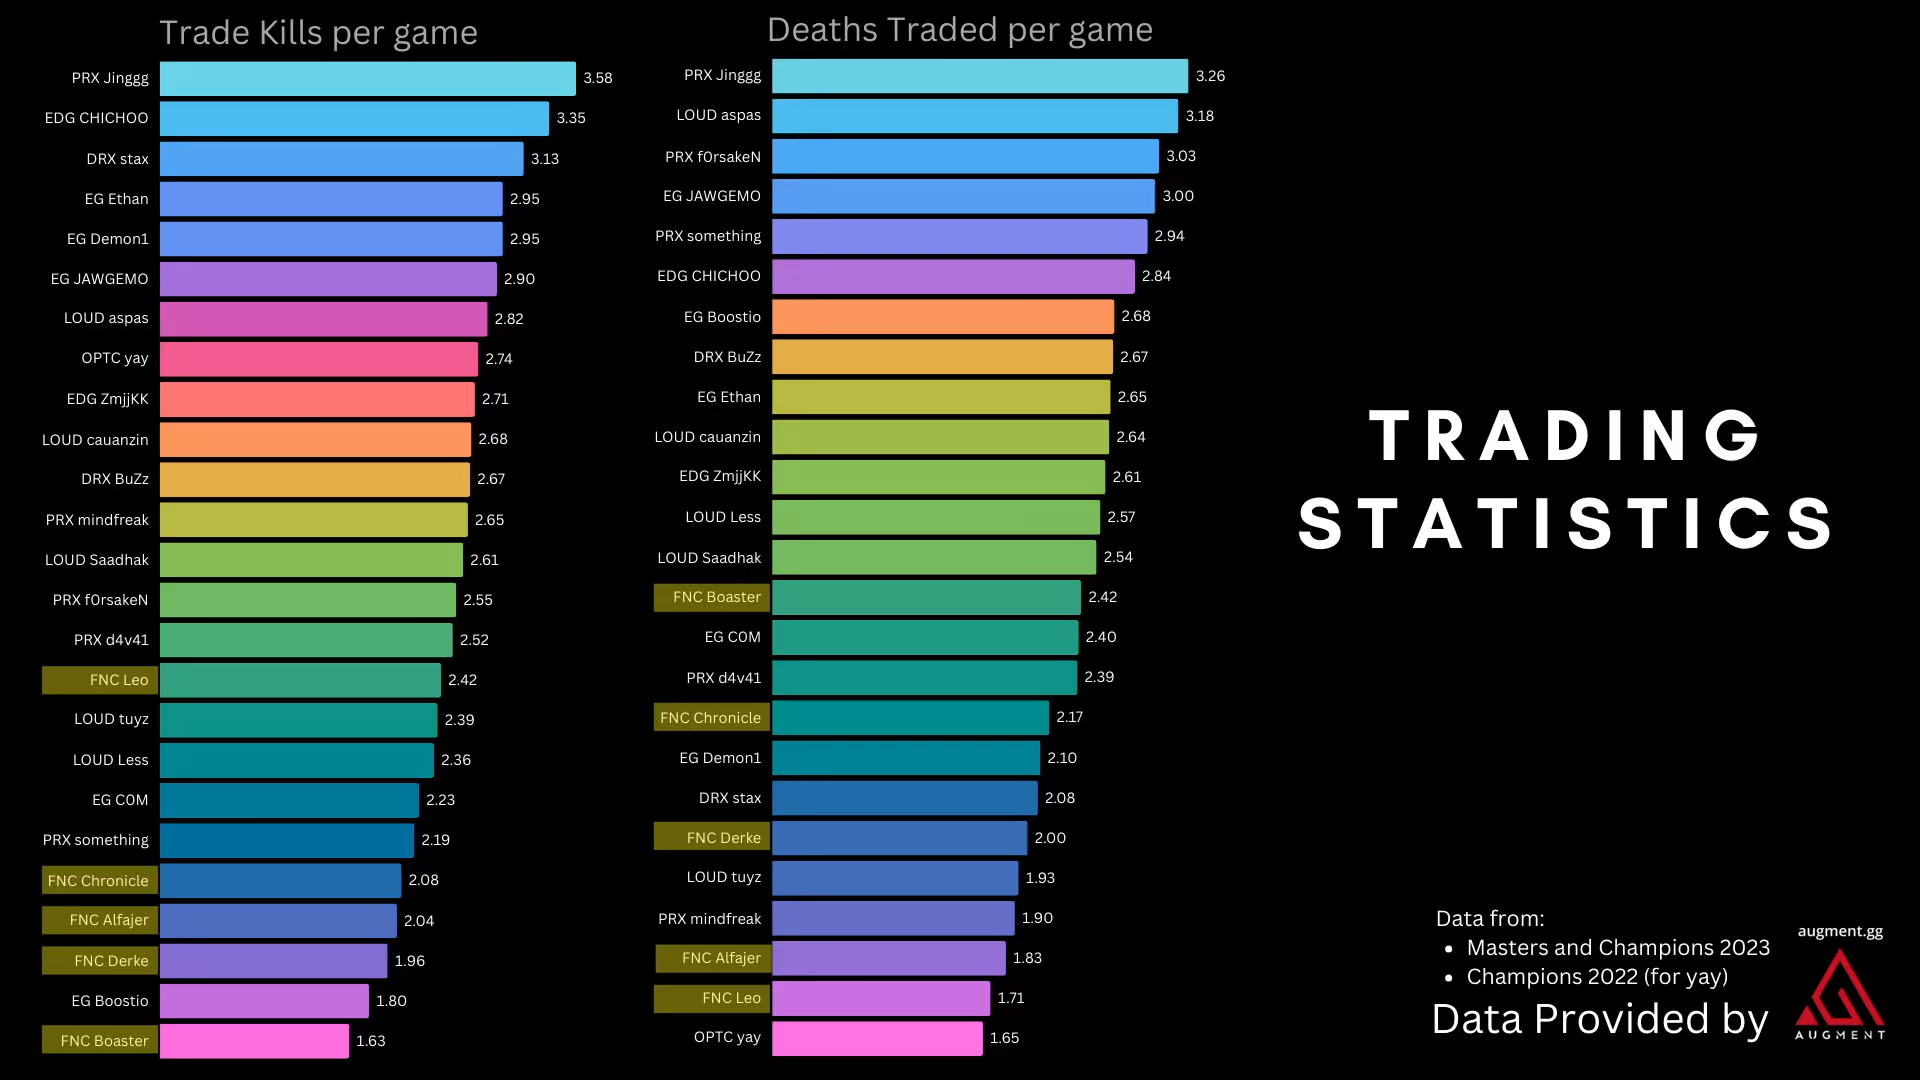 Trade Kills per game
PRX Jinggg 3.58
EDG CHICHOO 3.35
DRX stax 3.13
EG Ethan 2.95
EG Demon1 2.95
EG JAWGEMO 2.90
LOUD aspas 2.82
OPTC yay 2.74
EDG ZmjjKK 2.71
LOUD cauanzin 2.68
DRX BuZz 2.67
PRX mindfreak 2.65
LOUD Saadhak 2.61
PRX f0rsakeN 2.55
PRX d4v41 2.52
FNC Leo 2.42
LOUD tuyz 2.39
LOUD Less 2.36
EG C0M 2.23
PRX something 2.19
FNC Chronicle 2.08
FNC Alfajer 2.04
FNC Derke 1.96
EG Boostio 1.80
FNC Boaster 1.63
Deaths Traded per game
PRX Jinggg 3.26
LOUD aspas 3.18
PRX f0rsakeN 3.03
EG JAWGEMO 3.00
PRX something 2.94
EDG CHICHOO 2.84
EG Boostio 2.68
DRX BuZz 2.67
EG Ethan 2.65
LOUD cauanzin 2.64
EDG ZmjjKK 2.61
LOUD Less 2.57
LOUD Saadhak 2.54
FNC Boaster 2.42
EG C0M 2.40
PRX d4v41 2.39
FNC Chronicle 2.17
EG Demon1 2.10
DRX stax 2.08
FNC Derke 2.00
LOUD tuyz 1.93
PRX mindfreak 1.90
FNC Alfajer 1.83
FNC Leo 1.71
OPTC yay 1.65
TRADING
STATISTICS
Data from:
• Masters and Champions 2023
• Champions 2022 (for yay)
Data Provided by
augment.gg
AUGMENT